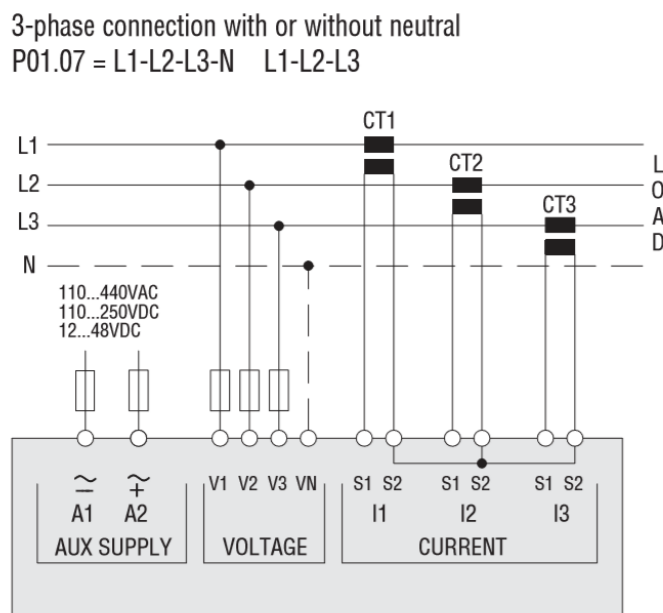 3-phase connection with or without neutral
P01.07 = L1-L2-L3-N L1-L2-L3
CT1
L1
CT2
L2
CT3
L3
N
LOAD
110...440VAC
110...250VDC
12...48VDC
V1 V2 V3 VN
S1 S2 S1 S2 S1 S2
A1 A2
I1 I2 I3
AUX SUPPLY VOLTAGE CURRENT